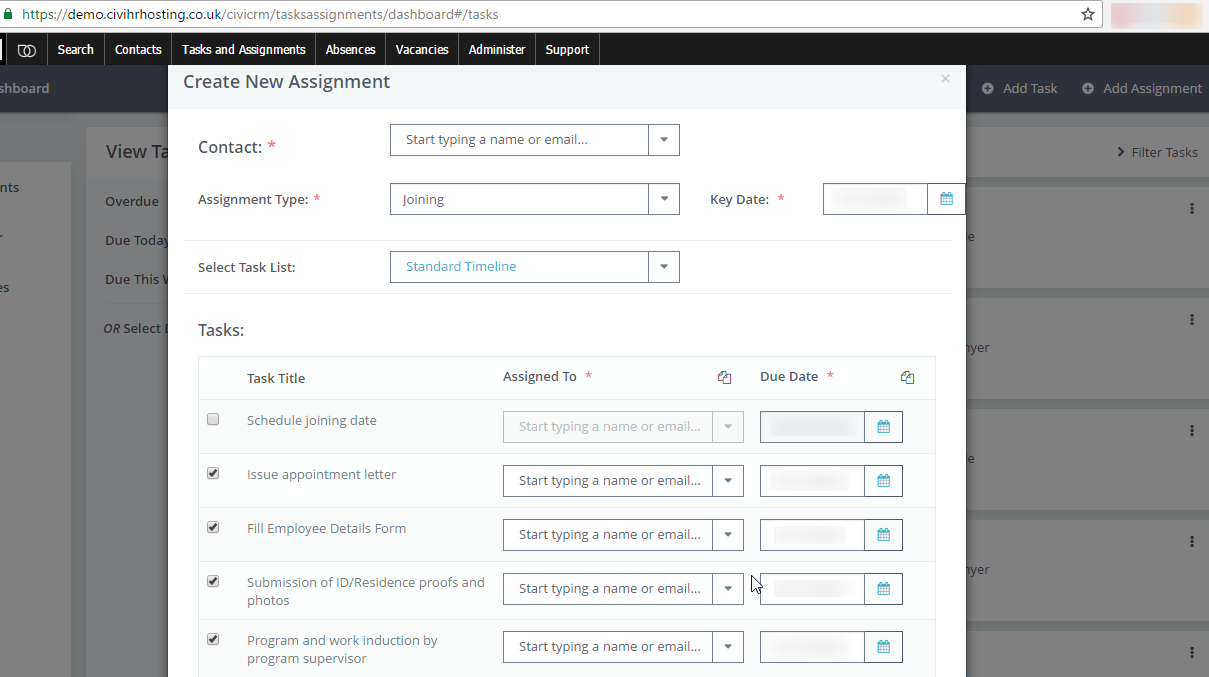 https://demo.civihrhosting.co.uk/civicrm/tasksassignments/dashboard#/tasks
Search Contacts Tasks and Assignments Absences Vacancies Administer Support
shboard Create New Assignment × Add Task Add Assignment
View Ta Filter Tasks
nts
Overdue
Due Today
Due This W
es
OR Select D
Contact: * Start typing a name or email...
Assignment Type: * Joining Key Date: *
Select Task List: Standard Timeline
Tasks:
Task Title Assigned To * Due Date *
Schedule joining date Start typing a name or email...
Issue appointment letter Start typing a name or email...
Fill Employee Details Form Start typing a name or email...
Submission of ID/Residence proofs and
photos Start typing a name or email...
Program and work induction by
program supervisor Start typing a name or email...
le
nyer
le
nyer